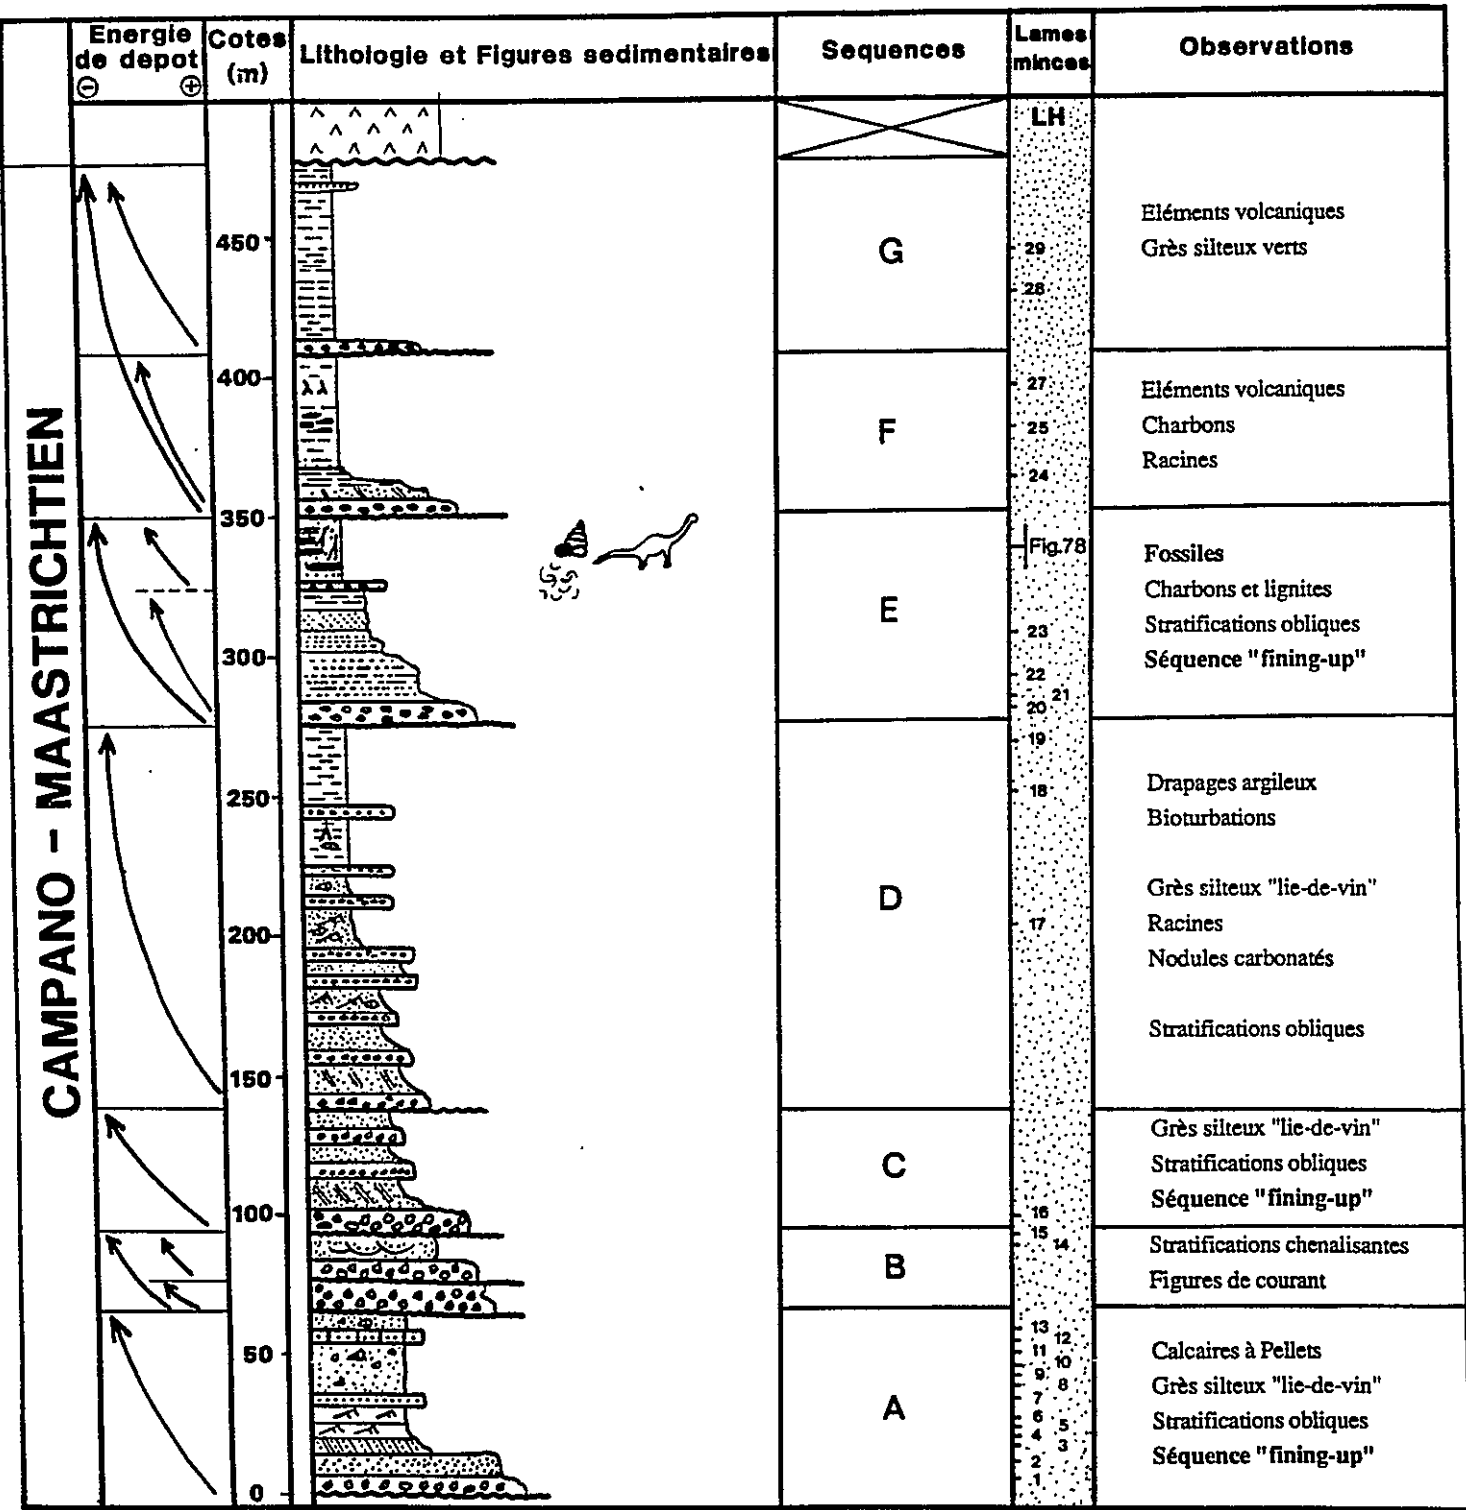 Energie
de depot
⊖ ⊕
Cotes
(m)
Lithologie et Figures sedimentaires
Sequences
Lames
minces
Observations
CAMPANO - MAASTRICHTIEN
450
400
350
300
250
200
150
100
50
0
G
F
E
D
C
B
A
LH
29
28
27
25
24
Fig.78
23
22
21
20
19
18
17
16
15
14
13
12
11
10
9
8
7
6
5
4
3
2
1
Eléments volcaniques
Grès silteux verts
Eléments volcaniques
Charbons
Racines
Fossiles
Charbons et lignites
Stratifications obliques
Séquence "fining-up"
Drapages argileux
Bioturbations
Grès silteux "lie-de-vin"
Racines
Nodules carbonatés
Stratifications obliques
Grès silteux "lie-de-vin"
Stratifications obliques
Séquence "fining-up"
Stratifications chenalisantes
Figures de courant
Calcaires à Pellets
Grès silteux "lie-de-vin"
Stratifications obliques
Séquence "fining-up"